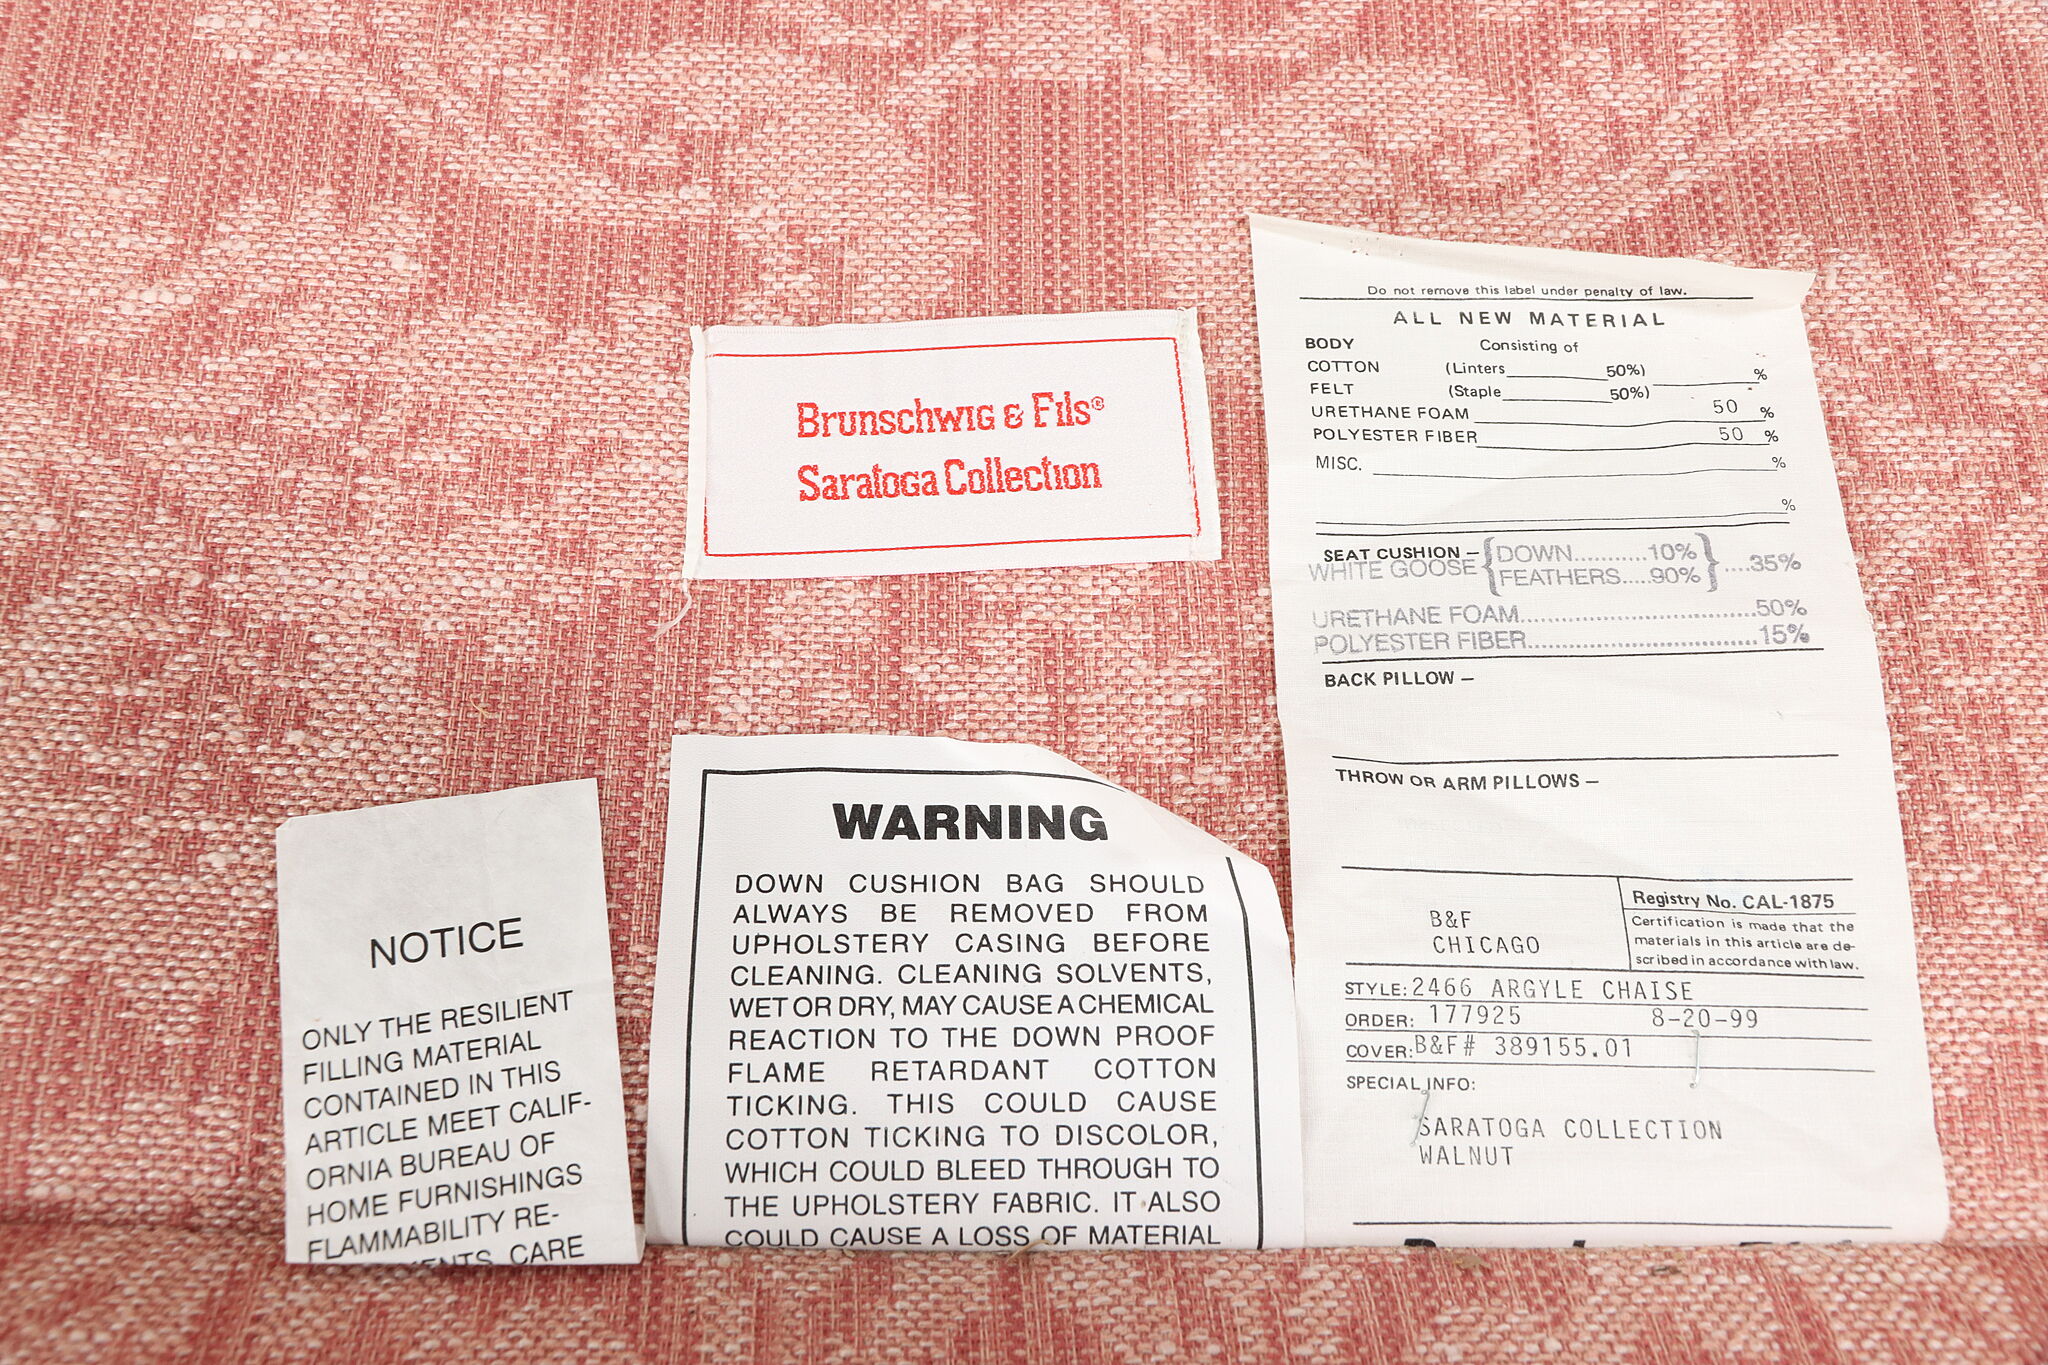 Brunschwig & Fils®
Saratoga Collection
NOTICE
ONLY THE RESILIENT
FILLING MATERIAL
CONTAINED IN THIS
ARTICLE MEET CALIF-
ORNIA BUREAU OF
HOME FURNISHINGS
FLAMMABILITY RE-
CARE
WARNING
DOWN CUSHION BAG SHOULD
ALWAYS BE REMOVED FROM
UPHOLSTERY CASING BEFORE
CLEANING. CLEANING SOLVENTS,
WET OR DRY, MAY CAUSE A CHEMICAL
REACTION TO THE DOWN PROOF
FLAME RETARDANT COTTON
TICKING. THIS COULD CAUSE
COTTON TICKING TO DISCOLOR,
WHICH COULD BLEED THROUGH TO
THE UPHOLSTERY FABRIC. IT ALSO
COULD CAUSE A LOSS OF MATERIAL
Do not remove this label under penalty of law.
ALL NEW MATERIAL
BODY Consisting of
COTTON (Linters 50%) %
FELT (Staple 50%)
URETHANE FOAM 50 %
POLYESTER FIBER 50 %
MISC. %
%
SEAT CUSHION – { DOWN..........10% } ....35%
WHITE GOOSE { FEATHERS.....90% }
URETHANE FOAM..............................50%
POLYESTER FIBER.............................15%
BACK PILLOW –
THROW OR ARM PILLOWS –
B&F
CHICAGO
Registry No. CAL-1875
Certification is made that the
materials in this article are de-
scribed in accordance with law.
STYLE: 2466 ARGYLE CHAISE
ORDER: 177925 8-20-99
COVER: B&F# 389155.01
SPECIAL INFO:
SARATOGA COLLECTION
WALNUT